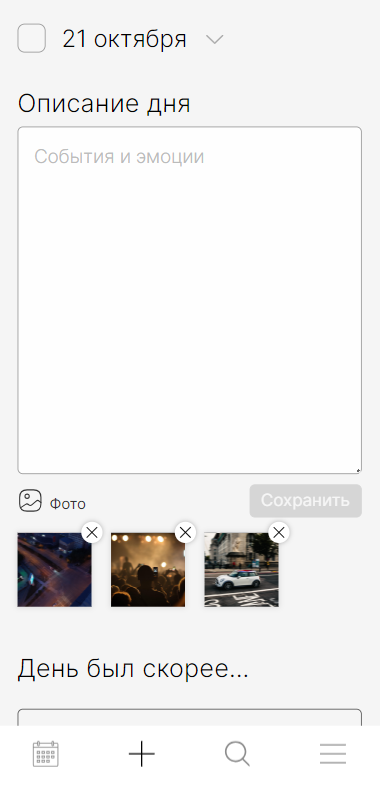 21 октября
Описание дня
События и эмоции
Фото
Сохранить
День был скорее...